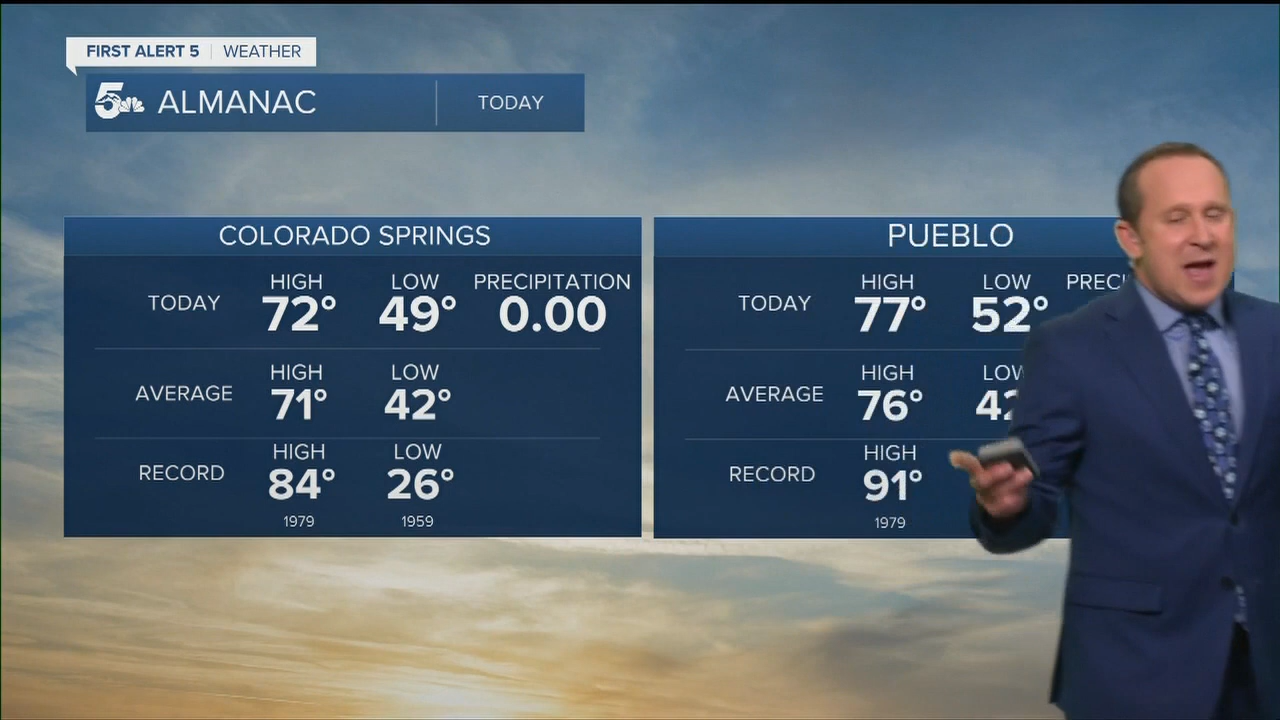 FIRST ALERT 5 | WEATHER
5 ALMANAC TODAY
COLORADO SPRINGS
HIGH LOW PRECIPITATION
TODAY 72° 49° 0.00
HIGH LOW
AVERAGE 71° 42°
HIGH LOW
RECORD 84° 26°
1979 1959
PUEBLO
HIGH LOW
TODAY 77° 52°
HIGH
AVERAGE 76°
HIGH
RECORD 91°
1979